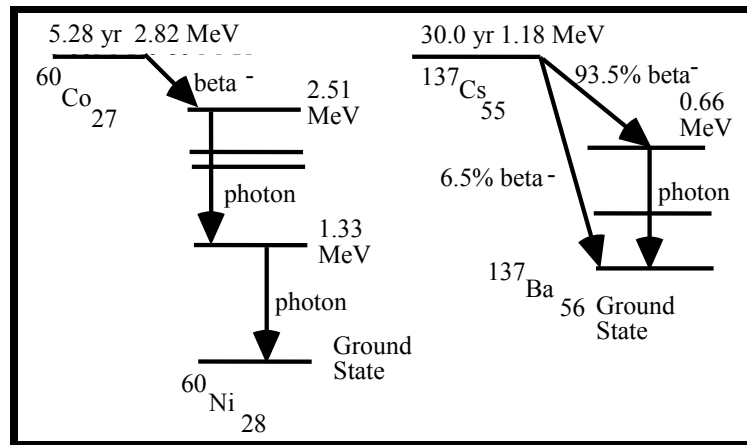 5.28 yr 2.82 MeV
60
Co
27
beta -
2.51
MeV
photon
1.33
MeV
photon
Ground
State
60
Ni
28
30.0 yr 1.18 MeV
137
Cs
55
93.5% beta-
0.66
MeV
6.5% beta -
photon
137
Ba
56
Ground
State